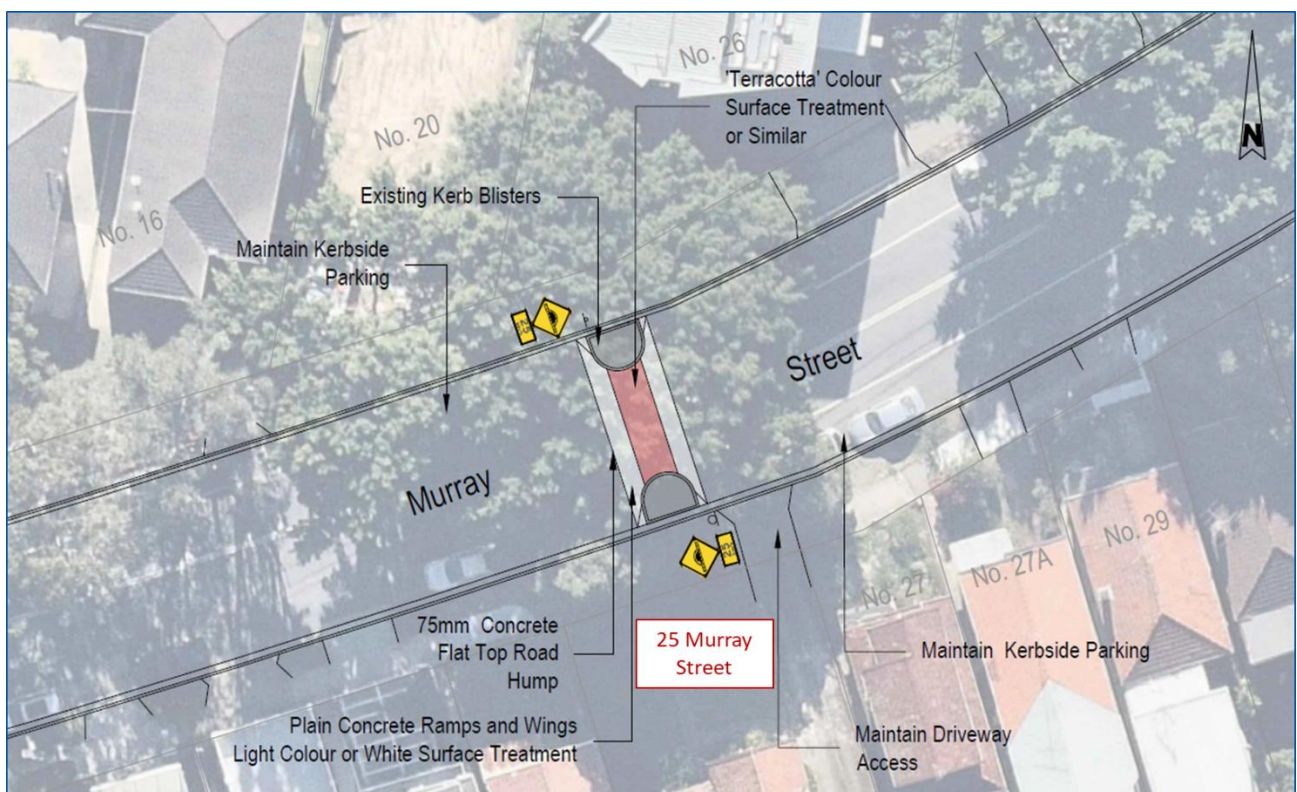 No. 26
'Terracotta' Colour
Surface Treatment
or Similar
N
No. 20
Existing Kerb Blisters
No. 16
Maintain Kerbside
Parking
25
Street
Murray
25
No. 29
No. 27A
No. 27
75mm Concrete
Flat Top Road
Hump
25 Murray
Street
Maintain Kerbside Parking
Plain Concrete Ramps and Wings
Light Colour or White Surface Treatment
Maintain Driveway
Access